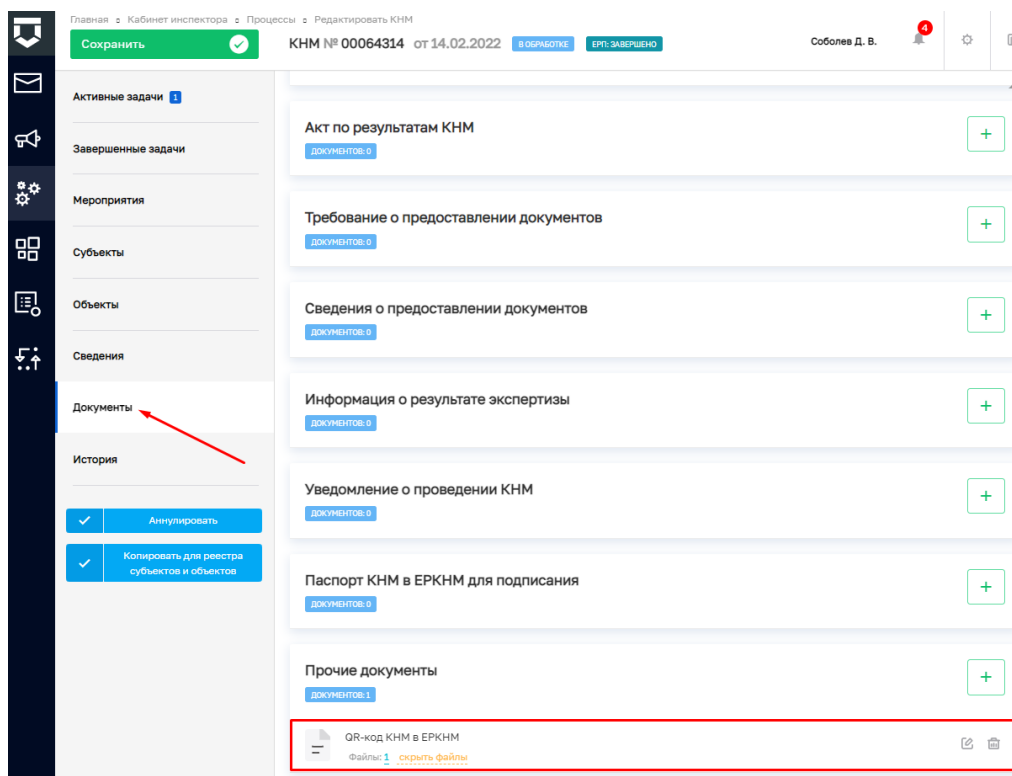 Главная Кабинет инспектора Процессы Редактировать КНМ
Сохранить
КНМ № 00064314 от 14.02.2022 В ОБРАБОТКЕ ЕРП: ЗАВЕРШЕНО
Соболев Д. В.
4
Активные задачи 1
Завершенные задачи
Мероприятия
Субъекты
Объекты
Сведения
Документы
История
Аннулировать
Копировать для реестра
субъектов и объектов
Акт по результатам КНМ
ДОКУМЕНТОВ: 0
Требование о предоставлении документов
ДОКУМЕНТОВ: 0
Сведения о предоставлении документов
ДОКУМЕНТОВ: 0
Информация о результате экспертизы
ДОКУМЕНТОВ: 0
Уведомление о проведении КНМ
ДОКУМЕНТОВ: 0
Паспорт КНМ в ЕРКНМ для подписания
ДОКУМЕНТОВ: 0
Прочие документы
ДОКУМЕНТОВ: 1
QR-код КНМ в ЕРКНМ
Файлы: 1 скрыть файлы